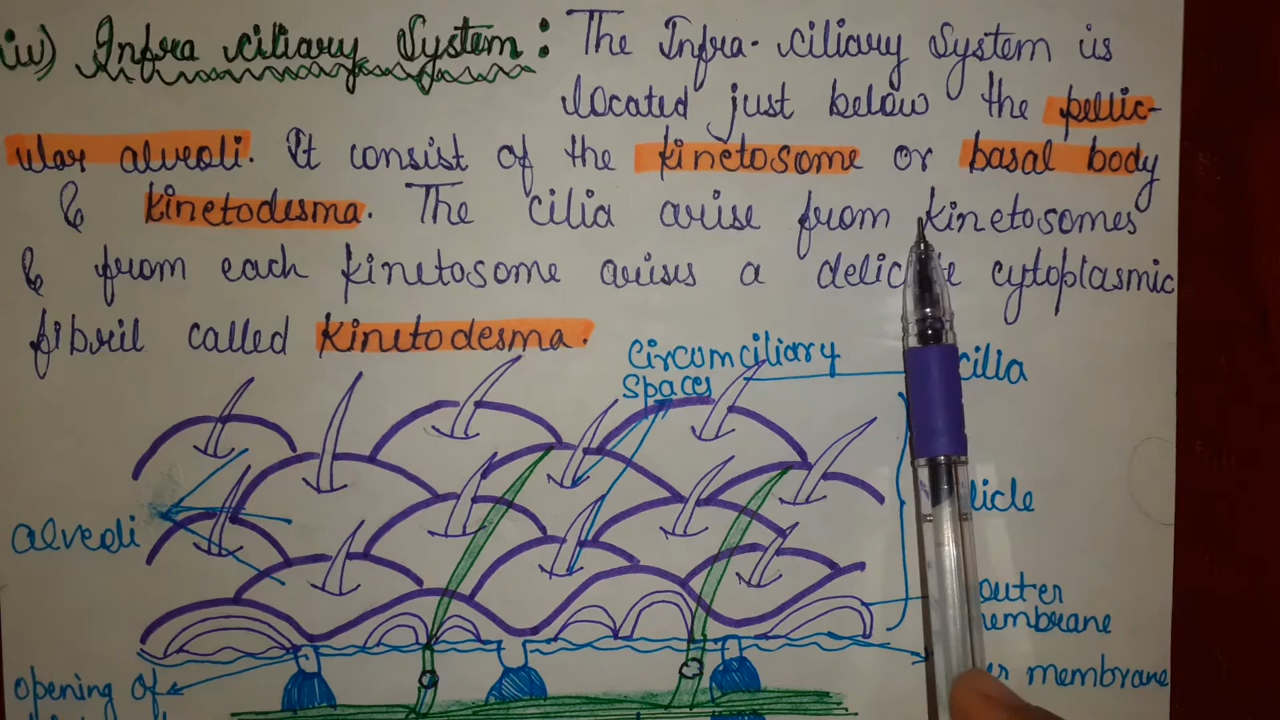 iv) Infra ciliary System: The Infra-ciliary System is
located just below the pellic-
ular alveoli. It consist of the kinetosome or basal body
& kinetodesma. The cilia arise from kinetosomes
& from each kinetosome arises a cytoplasmic
fibril called kinetodesma.
Circumciliary
spaces
cilia
alveoli
outer
membrane
membrane
opening of